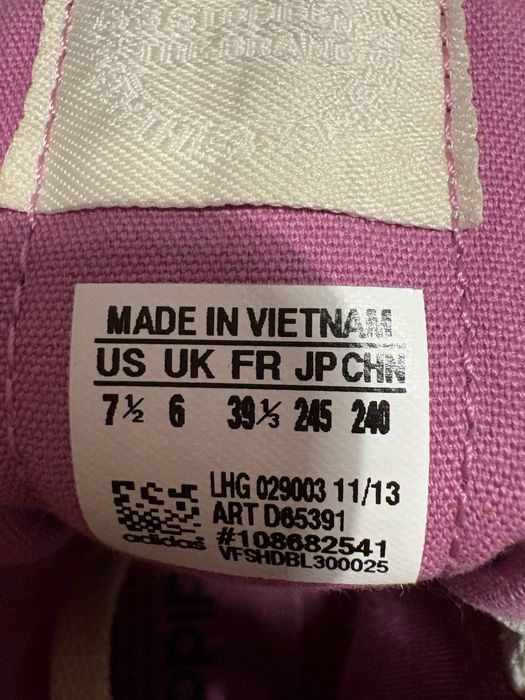 MADE IN VIETNAM
US UK FR JP CHN
7½ 6 39⅓ 245 240
LHG 029003 11/13
ART D65391
#108682541
adidas VFSHDBL300025